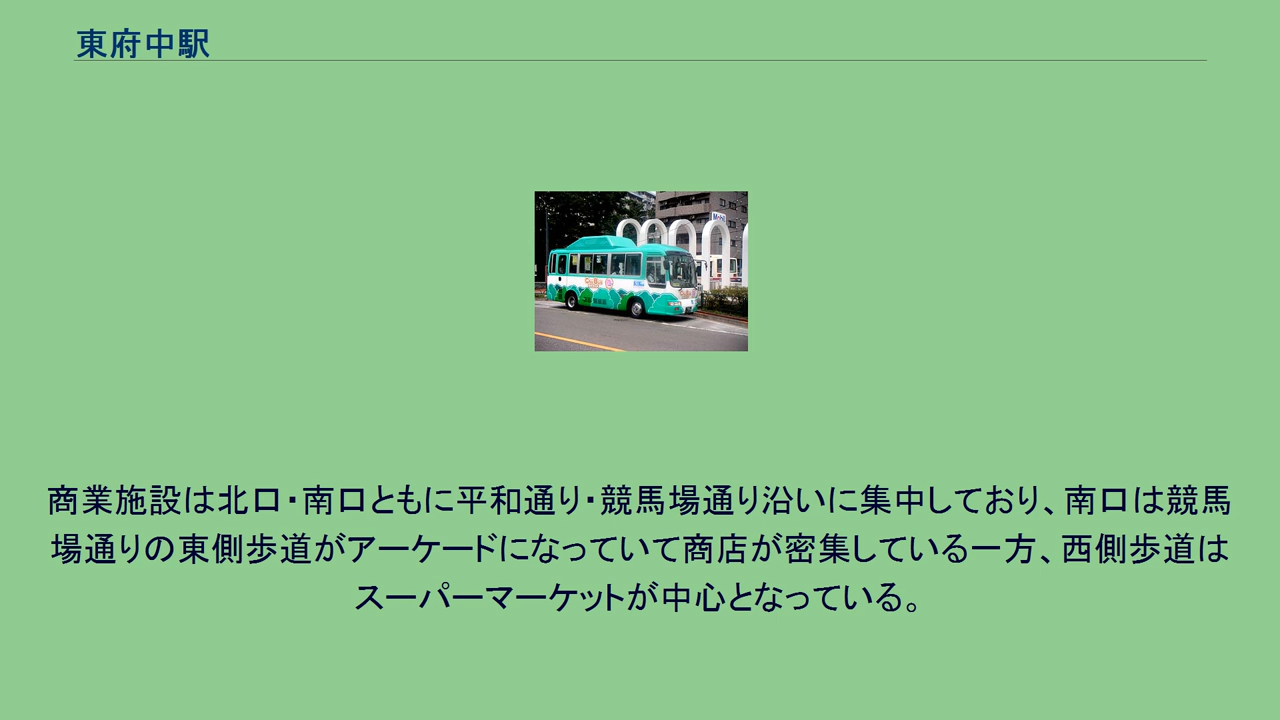 東府中駅
Mobil
商業施設は北口・南口ともに平和通り・競馬場通り沿いに集中しており、南口は競馬
場通りの東側歩道がアーケードになっていて商店が密集している一方、西側歩道は
スーパーマーケットが中心となっている。